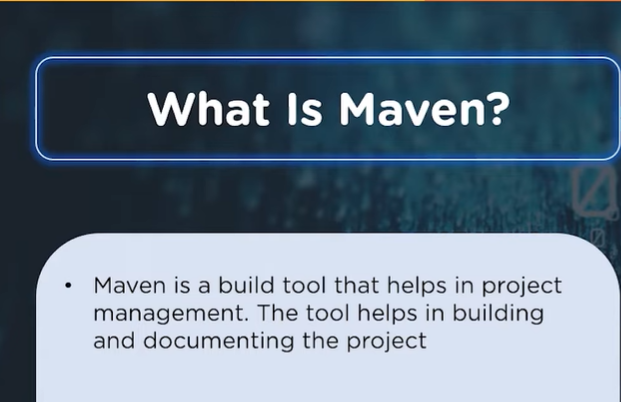 What Is Maven?
• Maven is a build tool that helps in project
management. The tool helps in building
and documenting the project